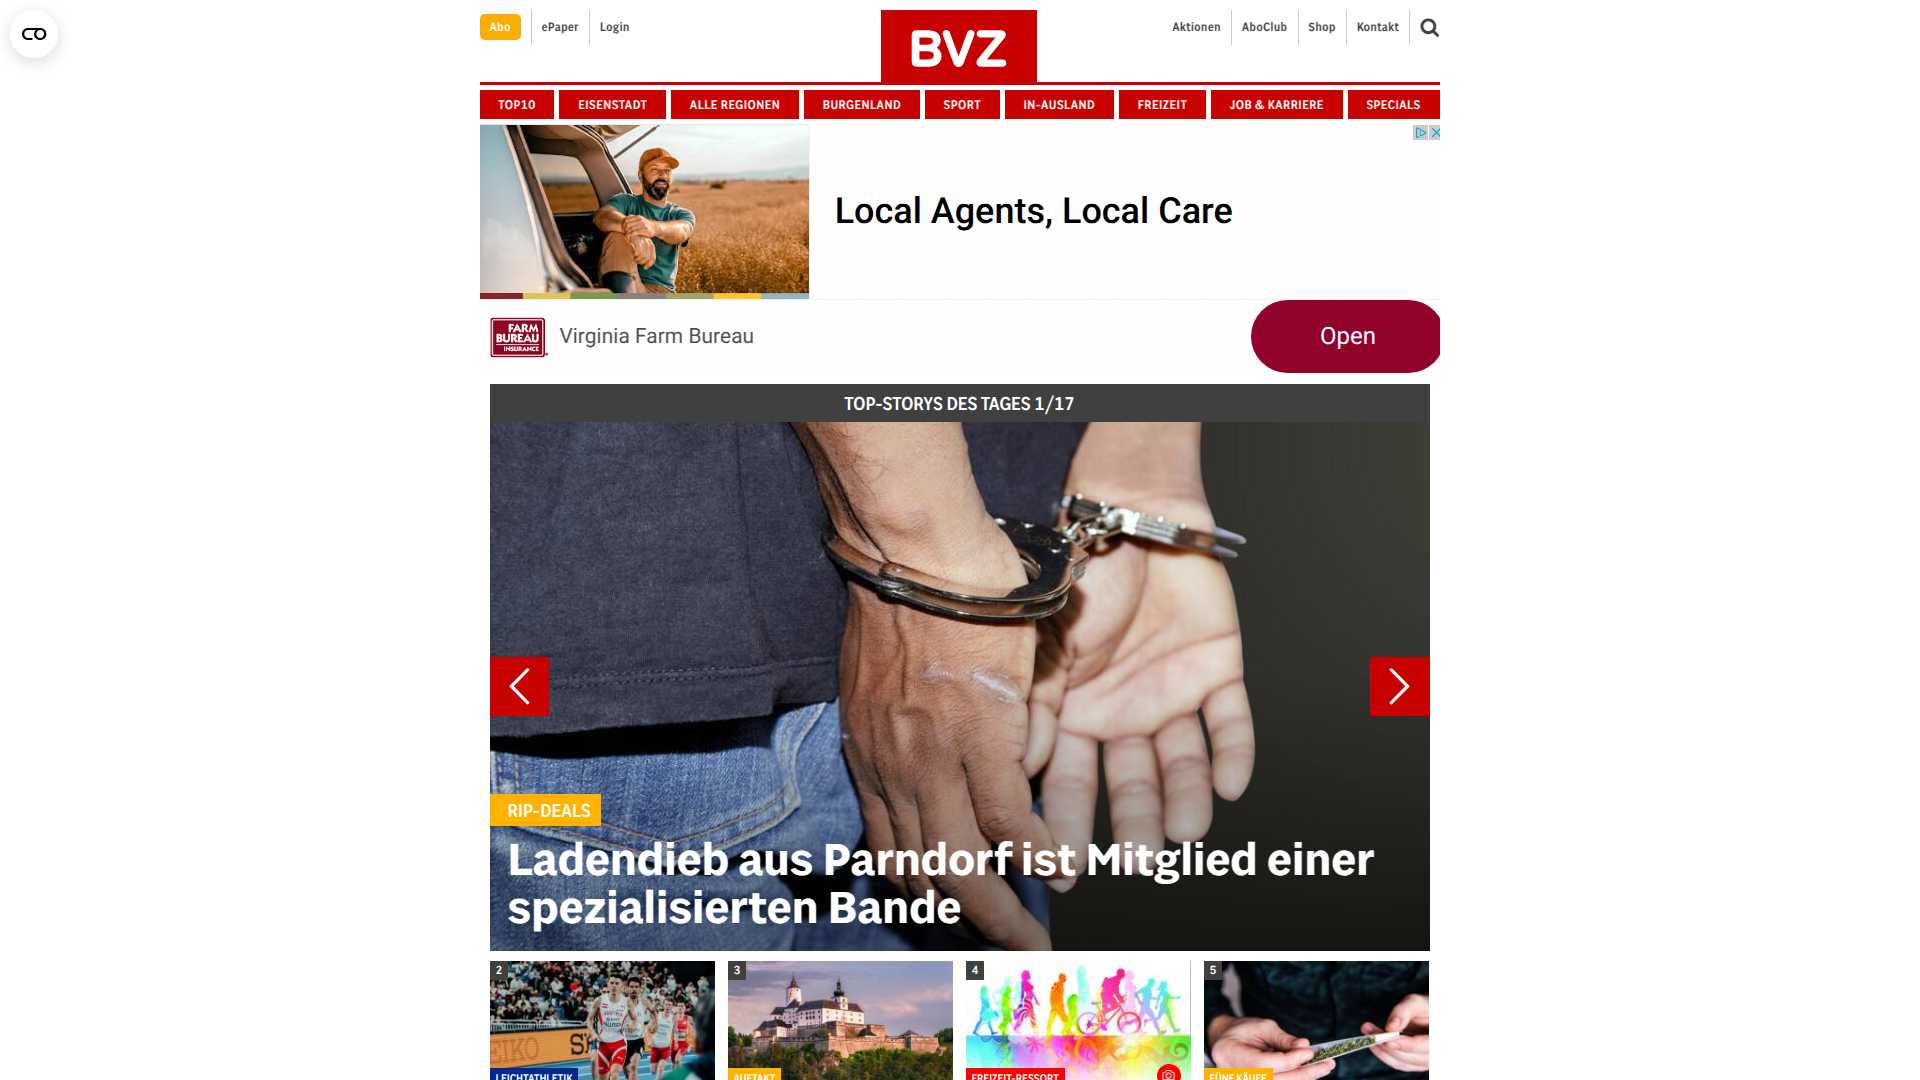 Abo
ePaper
Login
BVZ
Aktionen
AboClub
Shop
Kontakt
TOP10
EISENSTADT
ALLE REGIONEN
BURGENLAND
SPORT
IN-AUSLAND
FREIZEIT
JOB & KARRIERE
SPECIALS
Local Agents, Local Care
FARM
BUREAU
INSURANCE
Virginia Farm Bureau
Open
TOP-STORYS DES TAGES 1/17
RIP-DEALS
Ladendieb aus Parndorf ist Mitglied einer
spezialisierten Bande
2
3
4
5
LEICHTATHLETIK
AUFTAKT
FREIZEIT-RESSORT
FÜNF KÄUFE